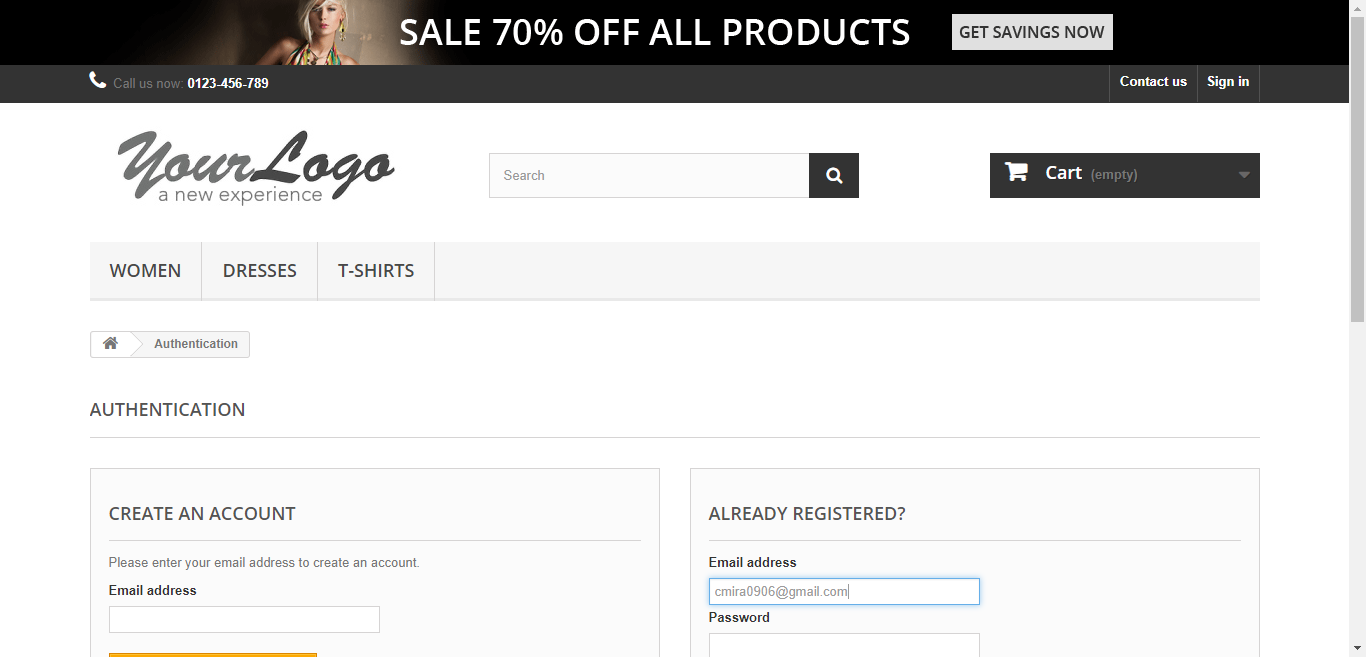 SALE 70% OFF ALL PRODUCTS GET SAVINGS NOW
Call us now: 0123-456-789 Contact us Sign in
YourLogo
a new experience
Search
Cart (empty)
WOMEN DRESSES T-SHIRTS
Authentication
AUTHENTICATION
CREATE AN ACCOUNT
Please enter your email address to create an account.
Email address
ALREADY REGISTERED?
Email address
cmira0906@gmail.com
Password